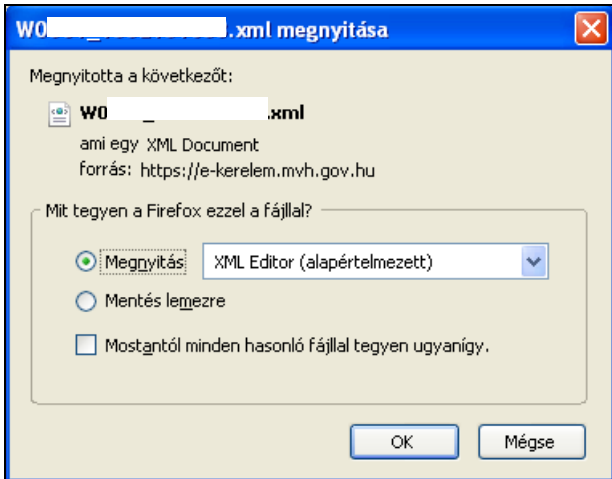 W0 .xml megnyitása
Megnyitotta a következőt:
W0 _ .xml
ami egy XML Document
forrás: https://e-kerelem.mvh.gov.hu
Mit tegyen a Firefox ezzel a fájllal?
Megnyitás XML Editor (alapértelmezett)
Mentés lemezre
Mostantól minden hasonló fájllal tegyen ugyanígy.
OK Mégse